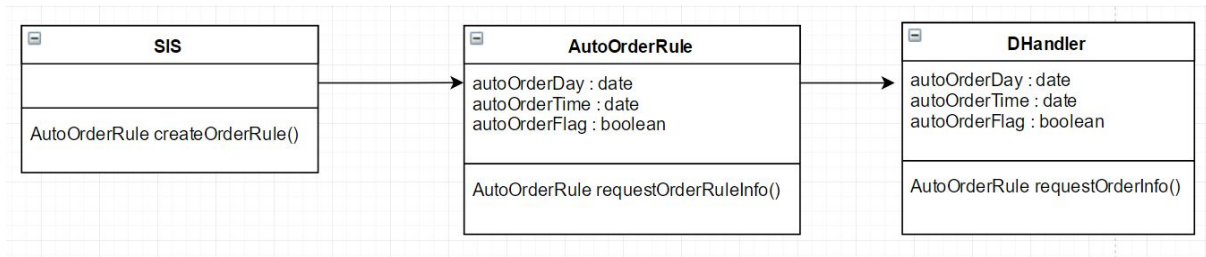 SIS
AutoOrderRule createOrderRule()
AutoOrderRule
autoOrderDay : date
autoOrderTime : date
autoOrderFlag : boolean
AutoOrderRule requestOrderRuleInfo()
DHandler
autoOrderDay : date
autoOrderTime : date
autoOrderFlag : boolean
AutoOrderRule requestOrderInfo()